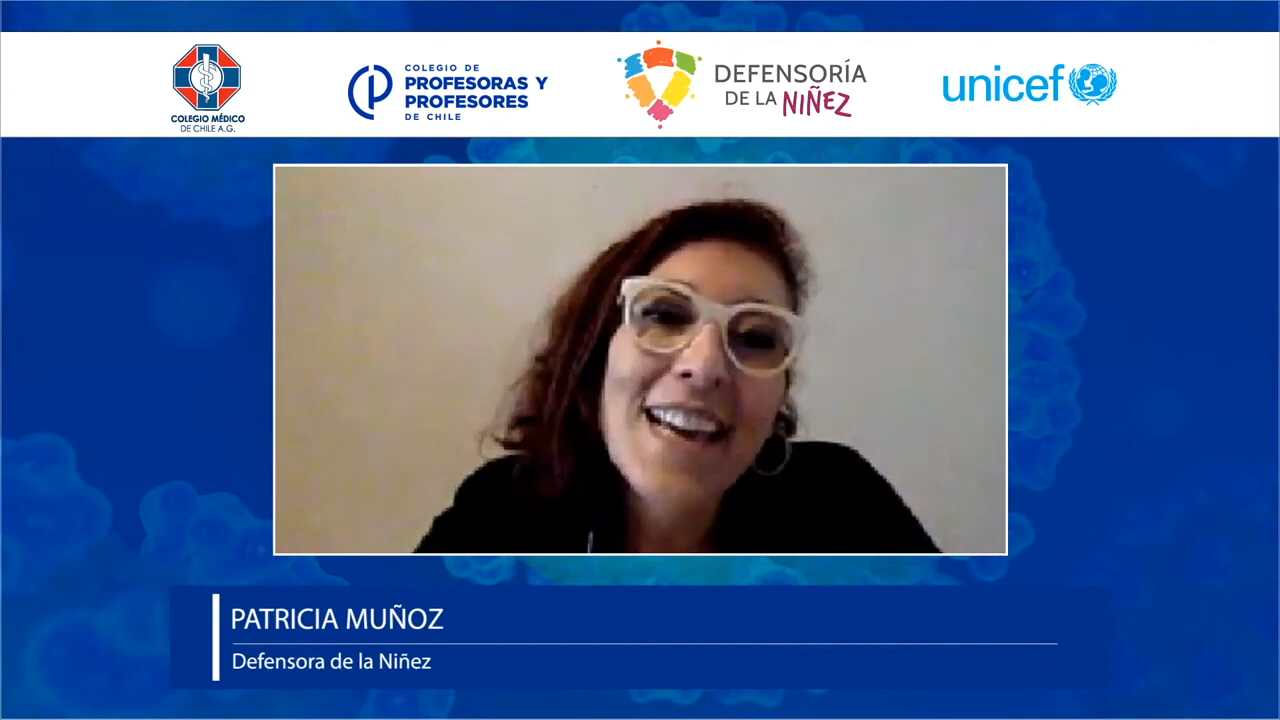 COLEGIO MÉDICO
DE CHILE A.G.
COLEGIO DE
PROFESORAS Y
PROFESORES
DE CHILE
DEFENSORÍA
DE LA NIÑEZ
unicef
PATRICIA MUÑOZ
Defensora de la Niñez